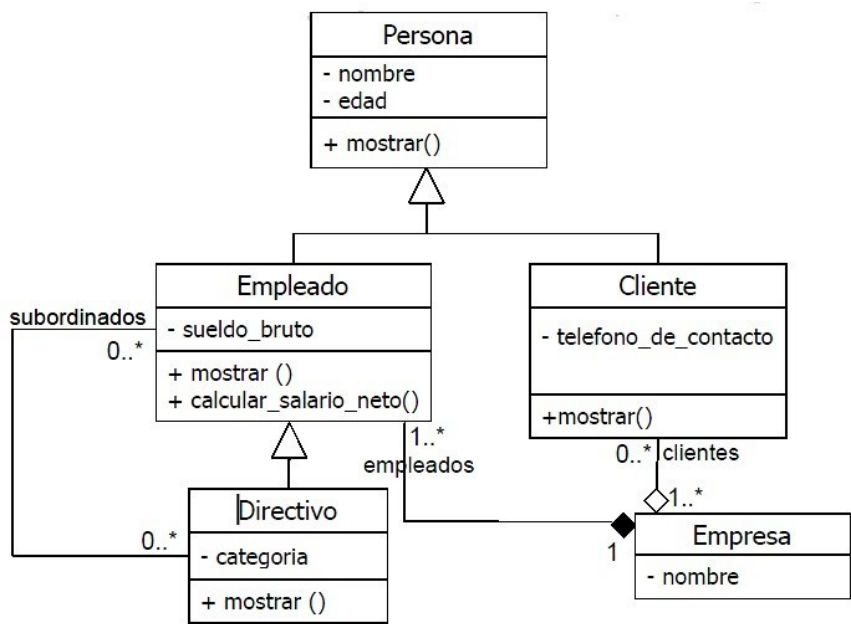 Persona
- nombre
- edad
+ mostrar()
Empleado
- sueldo_bruto
+ mostrar ()
+ calcular_salario_neto()
Cliente
- telefono_de_contacto
+mostrar()
subordinados
0..*
1..*
empleados
0..* clientes
1..*
Directivo
- categoria
+ mostrar ()
0..*
1
Empresa
- nombre